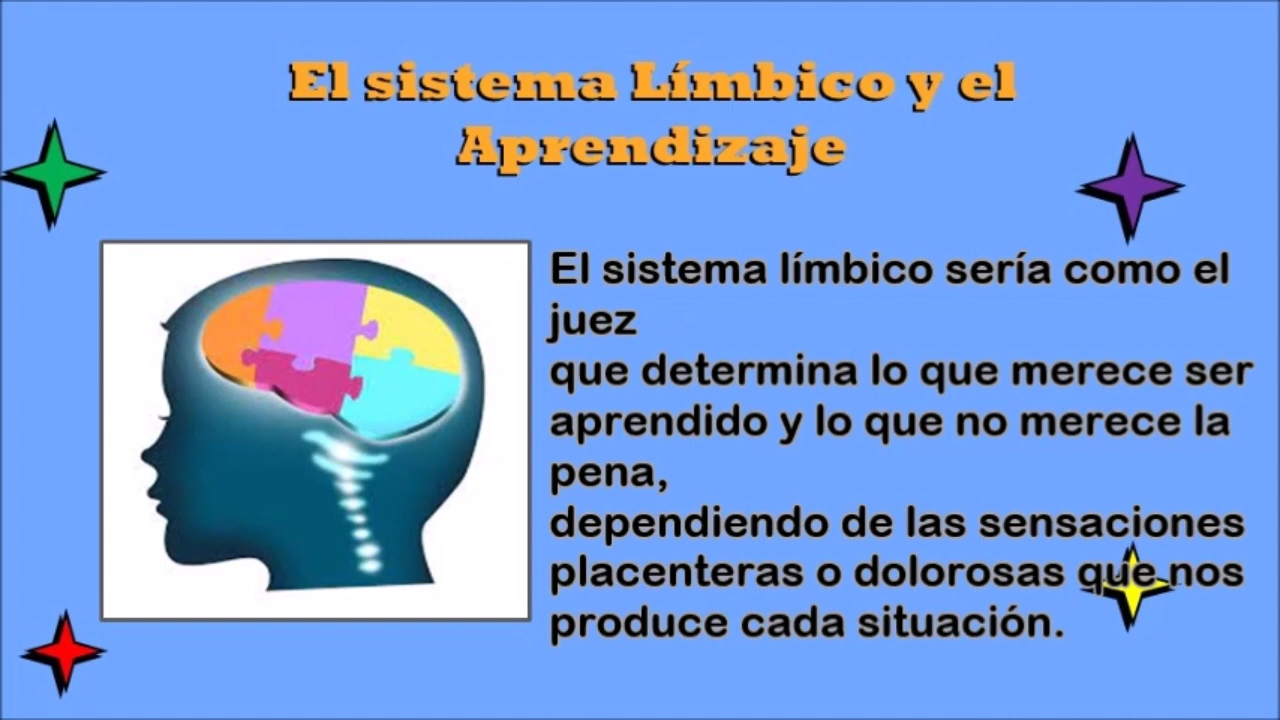 El sistema Límbico y el
Aprendizaje
El sistema límbico sería como el
juez
que determina lo que merece ser
aprendido y lo que no merece la
pena,
dependiendo de las sensaciones
placenteras o dolorosas que nos
produce cada situación.